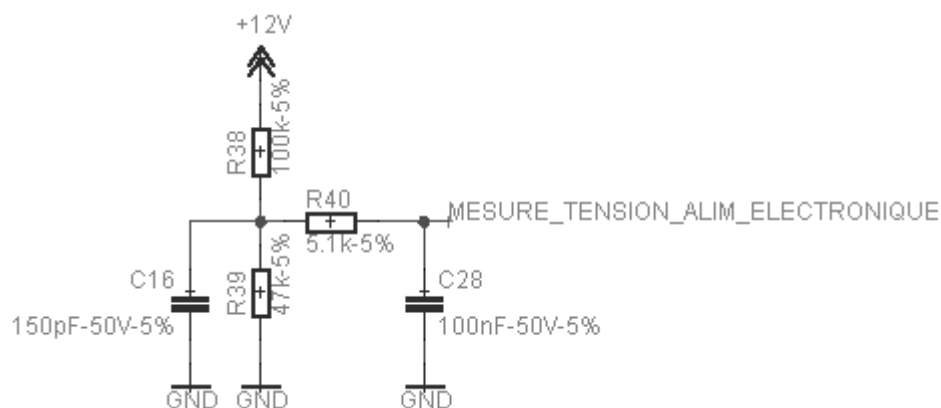 +12V
R38
100k-5%
R40
MESURE_TENSION_ALIM_ELECTRONIQUE
5.1k-5%
C16
R39
47k-5%
C28
150pF-50V-5%
100nF-50V-5%
GND
GND
GND